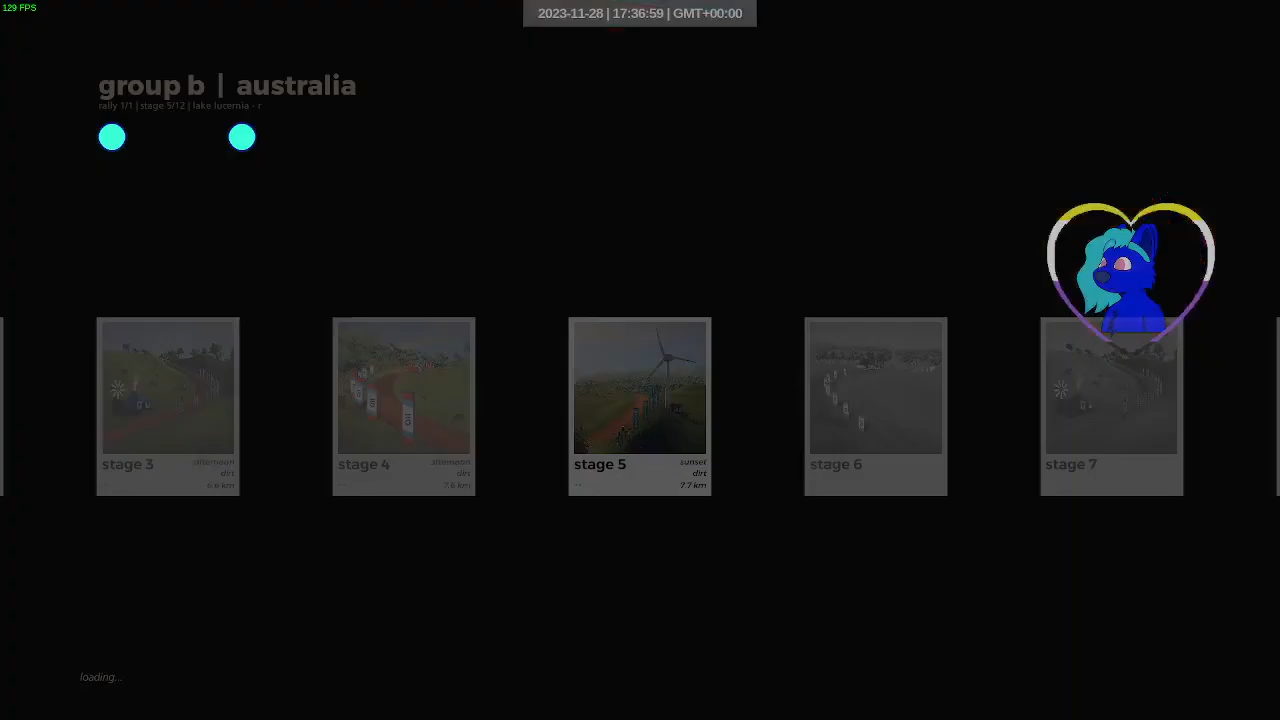 129 FPS
2023-11-28 | 17:36:59 | GMT+00:00
group b | australia
rally 1/1 | stage 5/12 | lake lucernia - r
stage 3
afternoon
dirt
6.6 km
stage 4
afternoon
dirt
7.6 km
stage 5
sunset
dirt
7.7 km
stage 6
stage 7
loading...